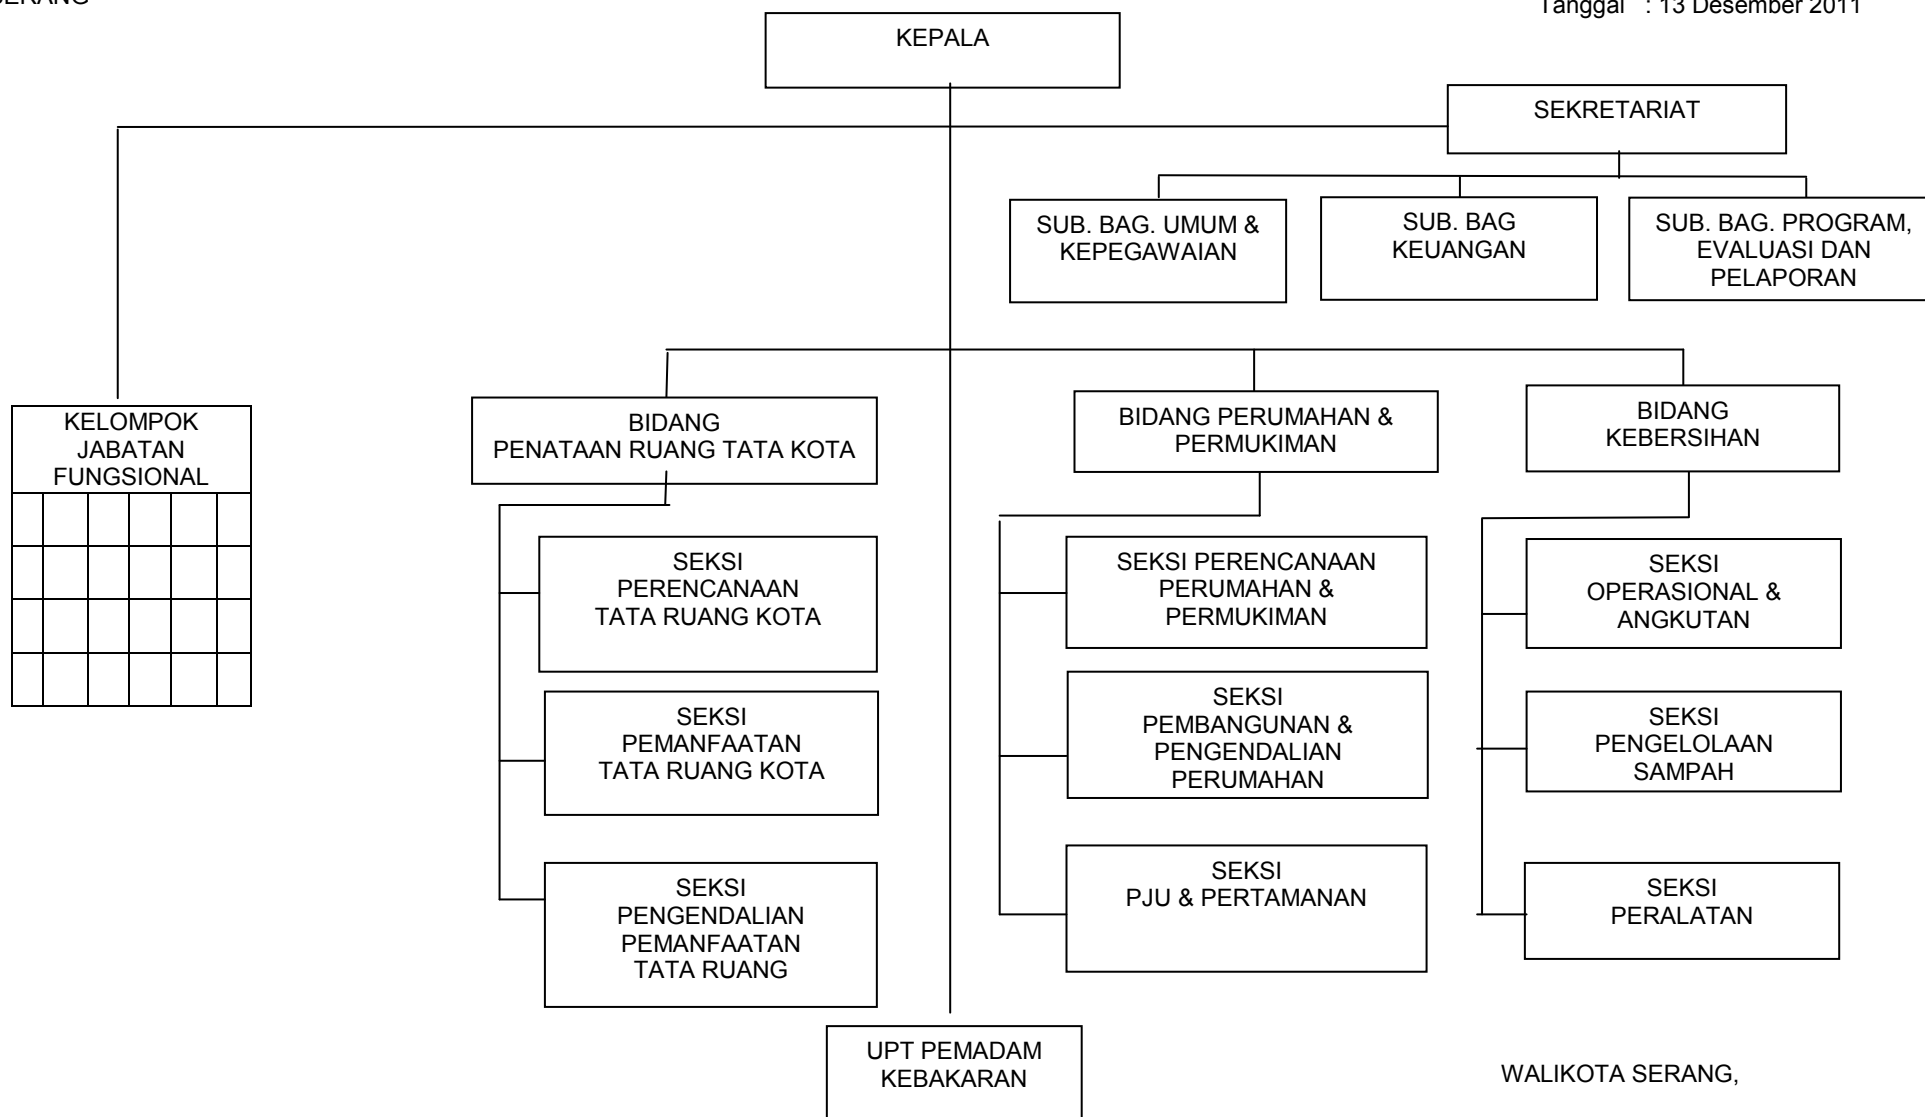 SERANG
Tanggal : 13 Desember 2011
KEPALA
SEKRETARIAT
SUB. BAG. UMUM &
KEPEGAWAIAN
SUB. BAG
KEUANGAN
SUB. BAG. PROGRAM,
EVALUASI DAN
PELAPORAN
KELOMPOK
JABATAN
FUNGSIONAL
BIDANG
PENATAAN RUANG TATA KOTA
BIDANG PERUMAHAN &
PERMUKIMAN
BIDANG
KEBERSIHAN
SEKSI
PERENCANAAN
TATA RUANG KOTA
SEKSI PERENCANAAN
PERUMAHAN &
PERMUKIMAN
SEKSI
OPERASIONAL &
ANGKUTAN
SEKSI
PEMANFAATAN
TATA RUANG KOTA
SEKSI
PEMBANGUNAN &
PENGENDALIAN
PERUMAHAN
SEKSI
PENGELOLAAN
SAMPAH
SEKSI
PENGENDALIAN
PEMANFAATAN
TATA RUANG
SEKSI
PJU & PERTAMANAN
SEKSI
PERALATAN
UPT PEMADAM
KEBAKARAN
WALIKOTA SERANG,